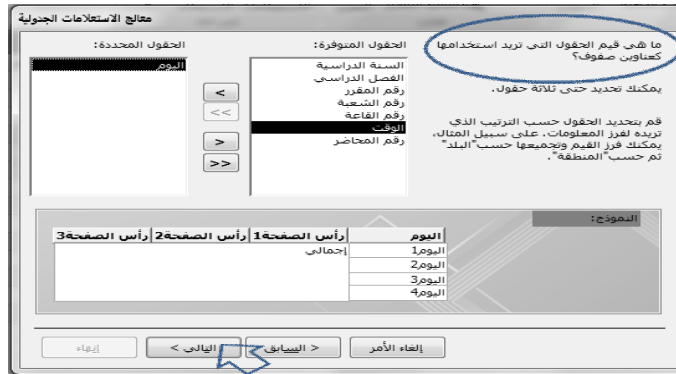 معالج الاستعلامات الجدولية
ما هي قيم الحقول التي تريد استخدامها
كعناوين صفوف؟
يمكنك تحديد حتى ثلاثة حقول.
قم بتحديد الحقول حسب الترتيب الذي
تريده لفرز المعلومات. على سبيل المثال،
يمكنك فرز القيم وتجميعها حسب"البلد"
ثم حسب"المنطقة".
الحقول المتوفرة:
السنة الدراسية
الفصل الدراسي
رقم المقرر
رقم الشعبة
رقم القاعة
الوقت
رقم المحاضر
<
<<
>
>>
الحقول المحددة:
اليوم
النموذج:
اليوم رأس الصفحة1 رأس الصفحة2 رأس الصفحة3
اليوم1 إجمالي
اليوم2
اليوم3
اليوم4
إلغاء الأمر
< السابق
التالي >
إنهاء